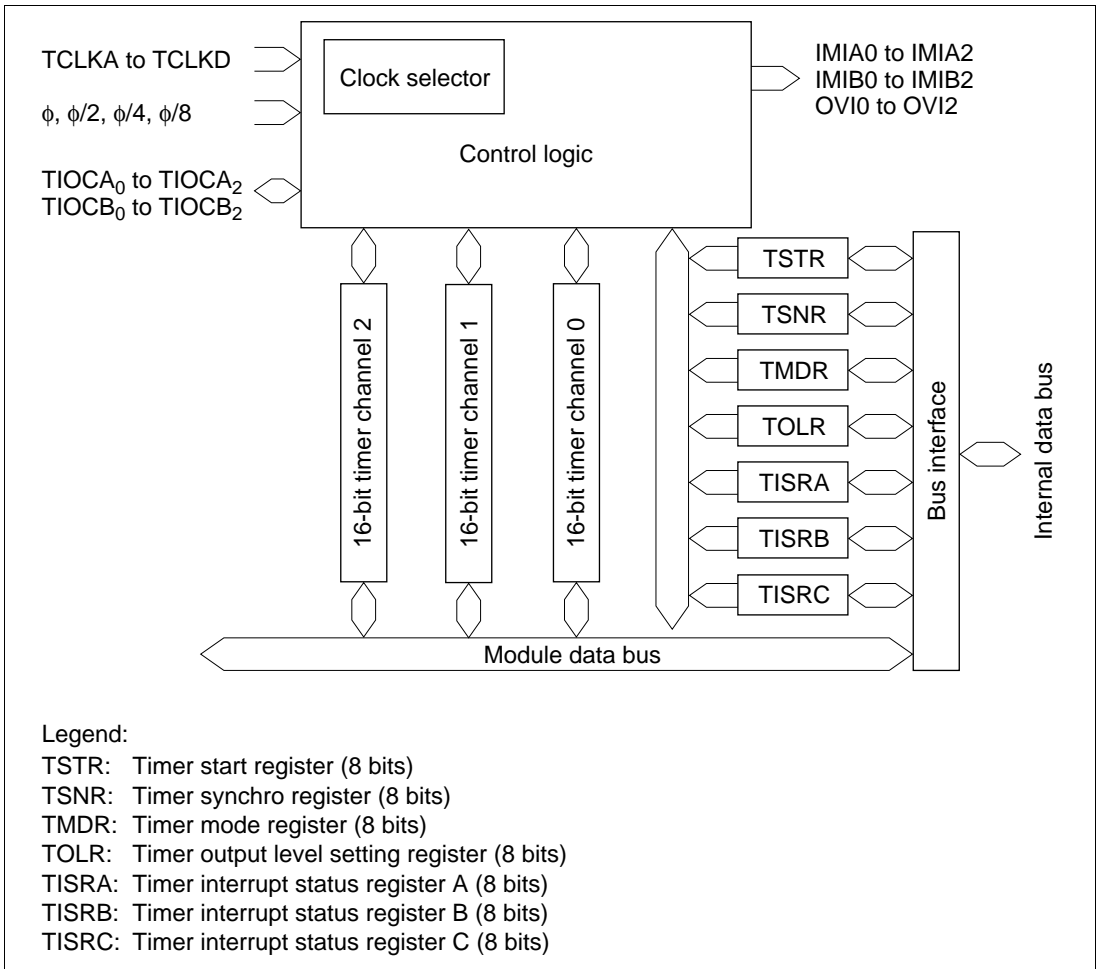 TCLKA to TCLKD
ϕ, ϕ/2, ϕ/4, ϕ/8
TIOCA₀ to TIOCA₂
TIOCB₀ to TIOCB₂
Clock selector
Control logic
IMIA0 to IMIA2
IMIB0 to IMIB2
OVI0 to OVI2
16-bit timer channel 2
16-bit timer channel 1
16-bit timer channel 0
TSTR
TSNR
TMDR
TOLR
TISRA
TISRB
TISRC
Bus interface
Internal data bus
Module data bus
Legend:
TSTR: Timer start register (8 bits)
TSNR: Timer synchro register (8 bits)
TMDR: Timer mode register (8 bits)
TOLR: Timer output level setting register (8 bits)
TISRA: Timer interrupt status register A (8 bits)
TISRB: Timer interrupt status register B (8 bits)
TISRC: Timer interrupt status register C (8 bits)